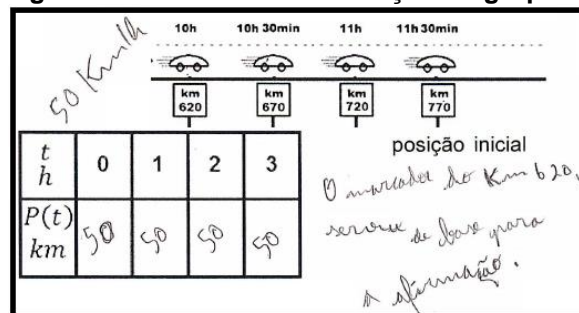 10h 10h 30min 11h 11h 30min
50 Km/h
km 620 km 670 km 720 km 770
posição inicial
t h 0 1 2 3
P(t) km 50 50 50 50
O marcador do Km 620,
de base para
a afirmação.